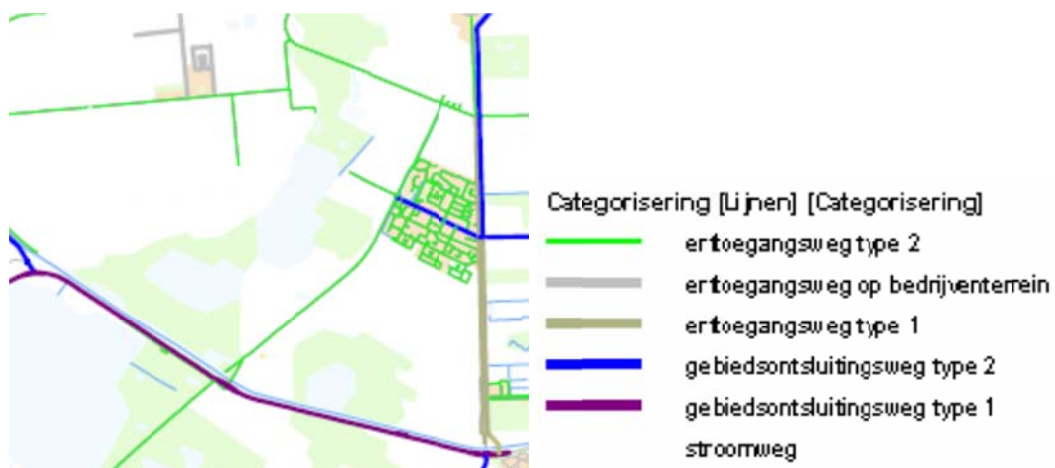 Categorisering [Lijnen] [Categorisering]
erftoegangsweg type 2
erftoegangsweg op bedrijventerrein
erftoegangsweg type 1
gebiedsontsluitingsweg type 2
gebiedsontsluitingsweg type 1
stroomweg